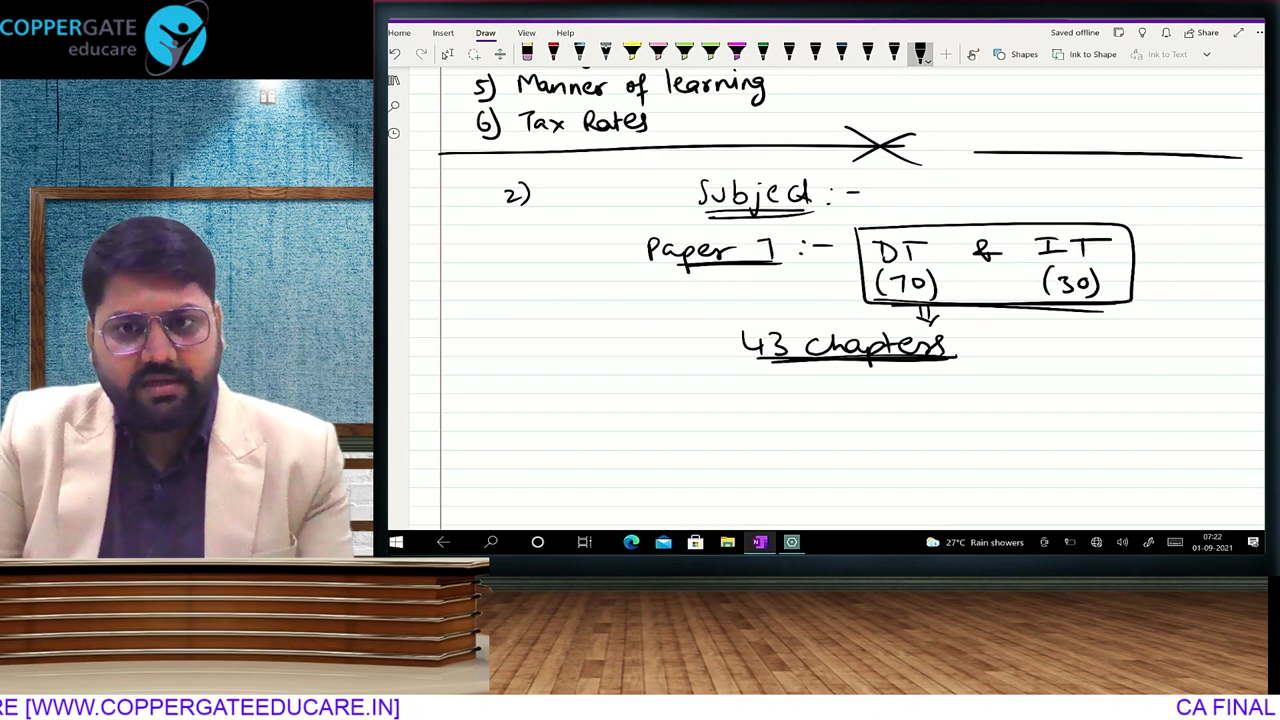 COPPERGATE
educare
Home Insert Draw View Help
Saved offline
Share
Shapes
Ink to Shape
Ink to Text
5) Manner of learning
6) Tax Rates
2) Subject :-
Paper 7 :- DT & IT
(70) (30)
43 chapters
27°C Rain showers
07:22
01-09-2021
RE [WWW.COPPERGATEEDUCARE.IN]
CA FINAL